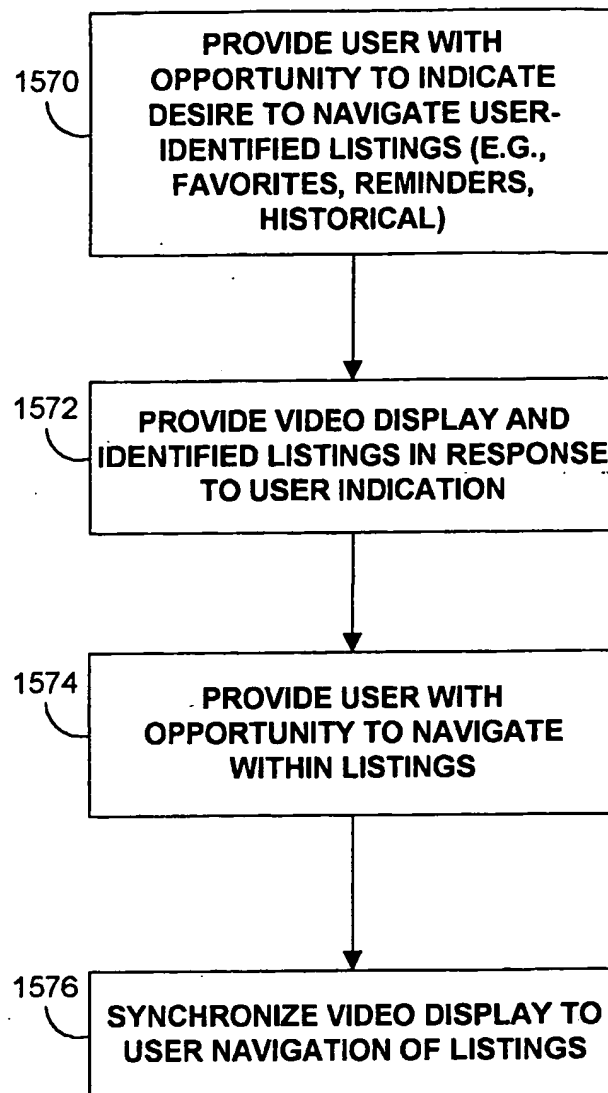 1570
PROVIDE USER WITH
OPPORTUNITY TO INDICATE
DESIRE TO NAVIGATE USER-
IDENTIFIED LISTINGS (E.G.,
FAVORITES, REMINDERS,
HISTORICAL)
1572
PROVIDE VIDEO DISPLAY AND
IDENTIFIED LISTINGS IN RESPONSE
TO USER INDICATION
1574
PROVIDE USER WITH
OPPORTUNITY TO NAVIGATE
WITHIN LISTINGS
1576
SYNCHRONIZE VIDEO DISPLAY TO
USER NAVIGATION OF LISTINGS